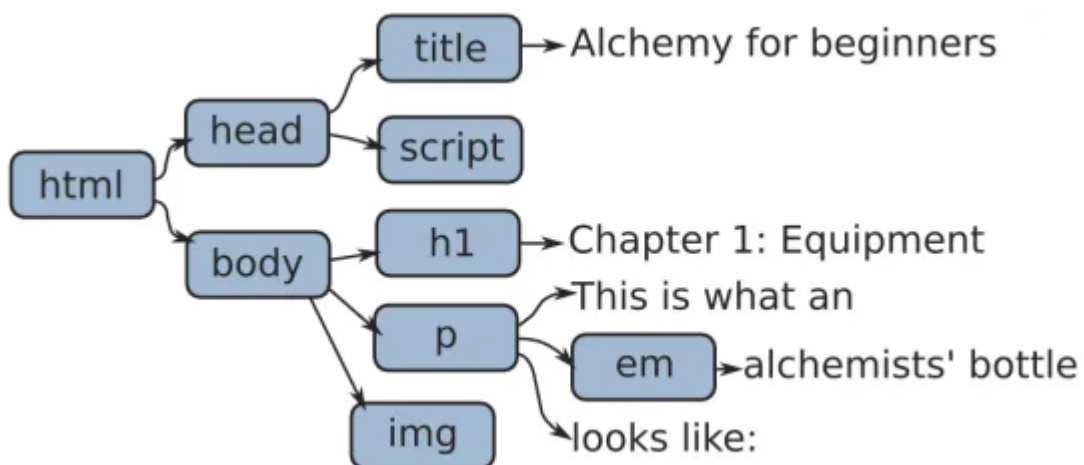 title
Alchemy for beginners
head
script
html
h1
Chapter 1: Equipment
body
This is what an
p
em
alchemists' bottle
img
looks like: